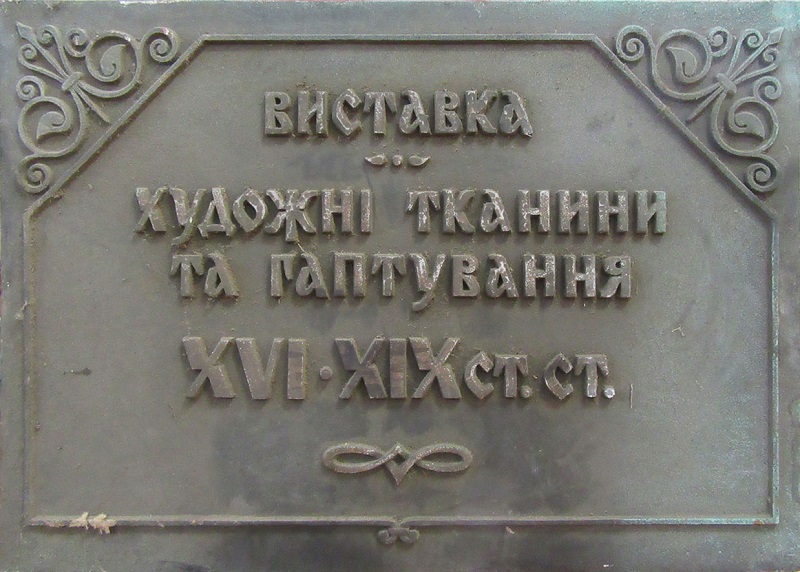 ВИСТАВКА
ХУДОЖНІ ТКАНИНИ
ТА ГАПТУВАННЯ
XVI·XIX СТ. СТ.